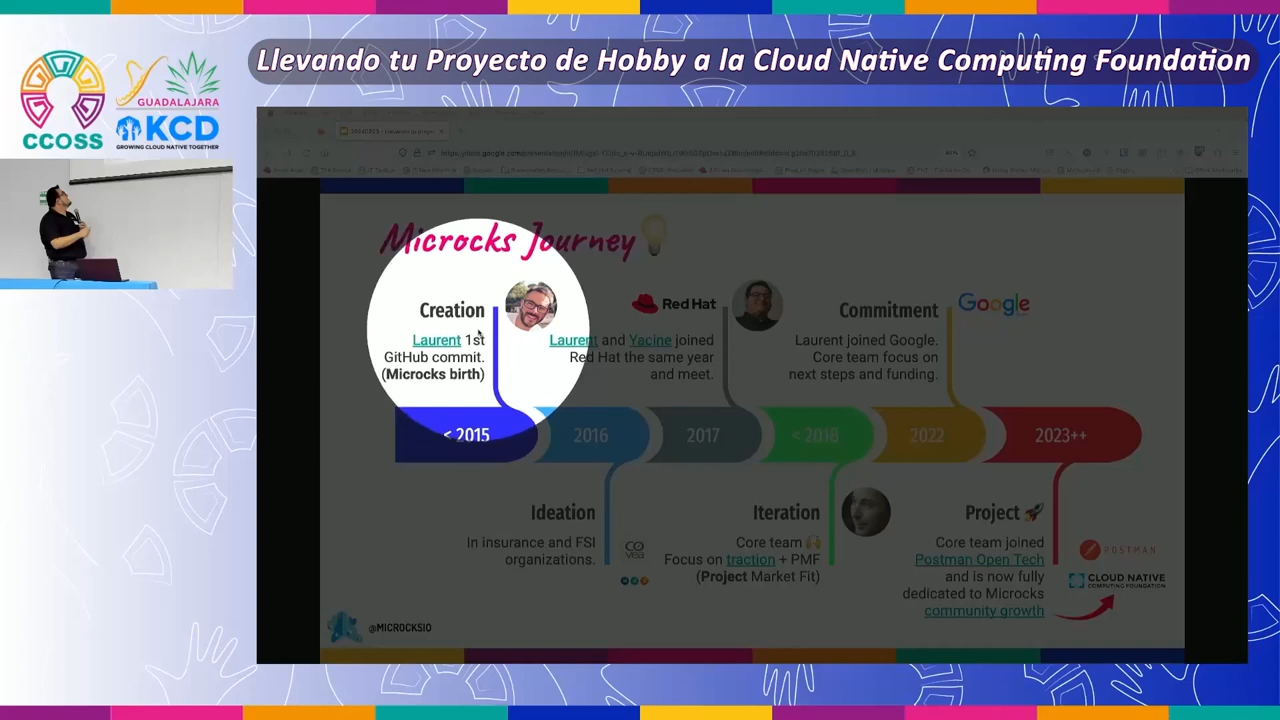 Llevando tu Proyecto de Hobby a la Cloud Native Computing Foundation
CCOSS
GUADALAJARA
KCD
GROWING CLOUD NATIVE TOGETHER
Microcks Journey
Creation
Laurent 1st
GitHub commit.
(Microcks birth)
Red Hat
Laurent and Yacine joined
Red Hat the same year
and meet.
Commitment
Google
Laurent joined Google.
Core team focus on
next steps and funding.
< 2015
2016
2017
< 2018
2022
2023++
Ideation
In insurance and FSI
organizations.
covea
Iteration
Core team 🙌
Focus on traction + PMF
(Project Market Fit)
Project 🚀
Core team joined
Postman Open Tech
and is now fully
dedicated to Microcks
community growth
POSTMAN
CLOUD NATIVE
COMPUTING FOUNDATION
@MICROCKSIO